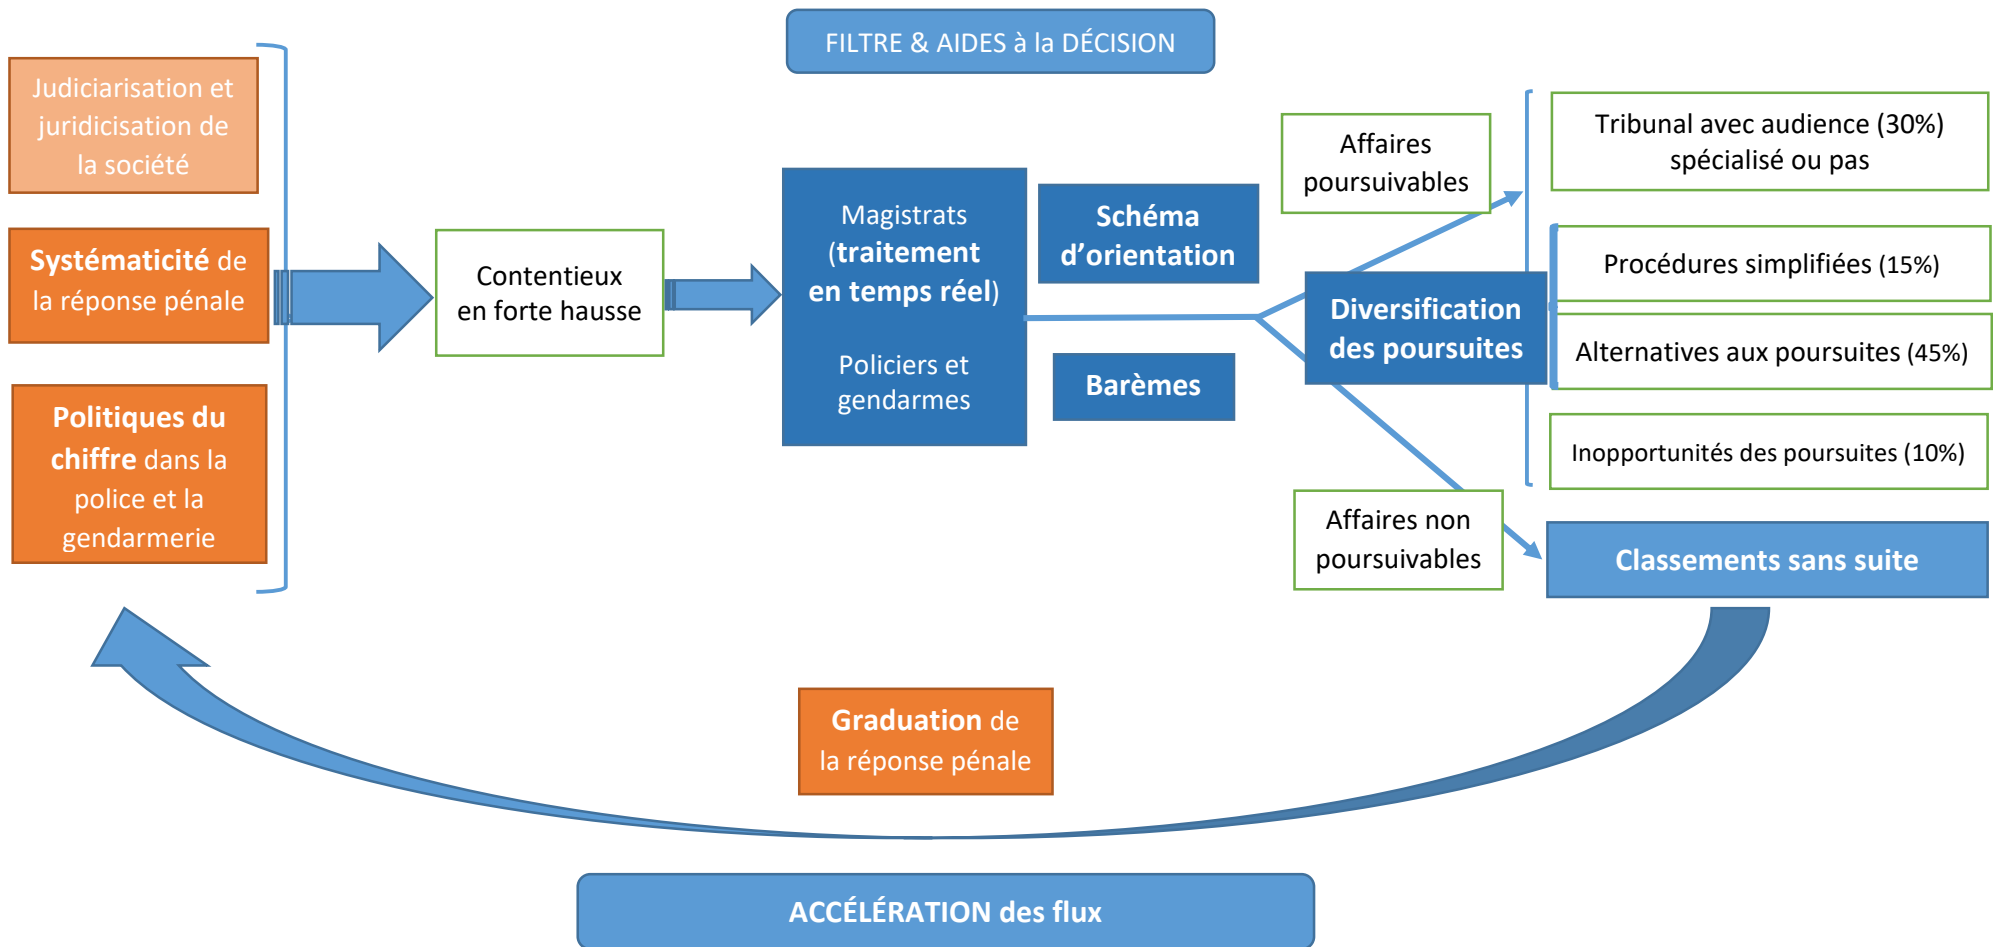 FILTRE & AIDES à la DÉCISION
Judiciarisation et
juridicisation de
la société
Systématicité de
la réponse pénale
Politiques du
chiffre dans la
police et la
gendarmerie
Contentieux
en forte hausse
Magistrats
(traitement
en temps réel)
Policiers et
gendarmes
Schéma
d’orientation
Barèmes
Affaires
poursuivables
Diversification
des poursuites
Affaires non
poursuivables
Tribunal avec audience (30%)
spécialisé ou pas
Procédures simplifiées (15%)
Alternatives aux poursuites (45%)
Inopportunités des poursuites (10%)
Classements sans suite
Graduation de
la réponse pénale
ACCÉLÉRATION des flux